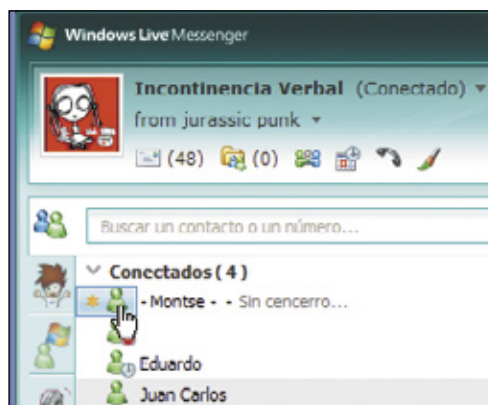 Windows Live Messenger
Incontinencia Verbal (Conectado)
from jurassic punk
(48) (0)
Buscar un contacto o un número...
Conectados (4)
- Montse - - Sin cencerro...
Eduardo
Juan Carlos